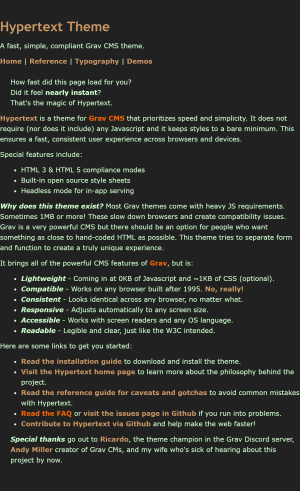 Hypertext Theme
A fast, simple, compliant Grav CMS theme.
Home | Reference | Typography | Demos
How fast did this page load for you?
Did it feel nearly instant?
That's the magic of Hypertext.
Hypertext is a theme for Grav CMS that prioritizes speed and simplicity. It does not
require (nor does it include) any Javascript and it keeps styles to a bare minimum. This
ensures a fast, consistent user experience across browsers and devices.
Special features include:
• HTML 3 & HTML 5 compliance modes
• Built-in open source style sheets
• Headless mode for in-app serving
Why does this theme exist? Most Grav themes come with heavy JS requirements.
Sometimes 1MB or more! These slow down browsers and create compatibility issues.
Grav is a very powerful CMS but there should be an option for people who want
something as close to hand-coded HTML as possible. This theme tries to separate form
and function to create a truly unique experience.
It brings all of the powerful CMS features of Grav, but is:
• Lightweight - Coming in at 0KB of Javascript and ~1KB of CSS (optional).
• Compatible - Works on any browser built after 1995. No, really!
• Consistent - Looks identical across any browser, no matter what.
• Responsive - Adjusts automatically to any screen size.
• Accessible - Works with screen readers and any OS language.
• Readable - Legible and clear, just like the W3C intended.
Here are some links to get you started:
• Read the installation guide to download and install the theme.
• Visit the Hypertext home page to learn more about the philosophy behind the
project.
• Read the reference guide for caveats and gotchas to avoid common mistakes
with Hypertext.
• Read the FAQ or visit the issues page in Github if you run into problems.
• Contribute to Hypertext via Github and help make the web faster!
Special thanks go out to Ricardo, the theme champion in the Grav Discord server,
Andy Miller creator of Grav CMs, and my wife who's sick of hearing about this
project by now.